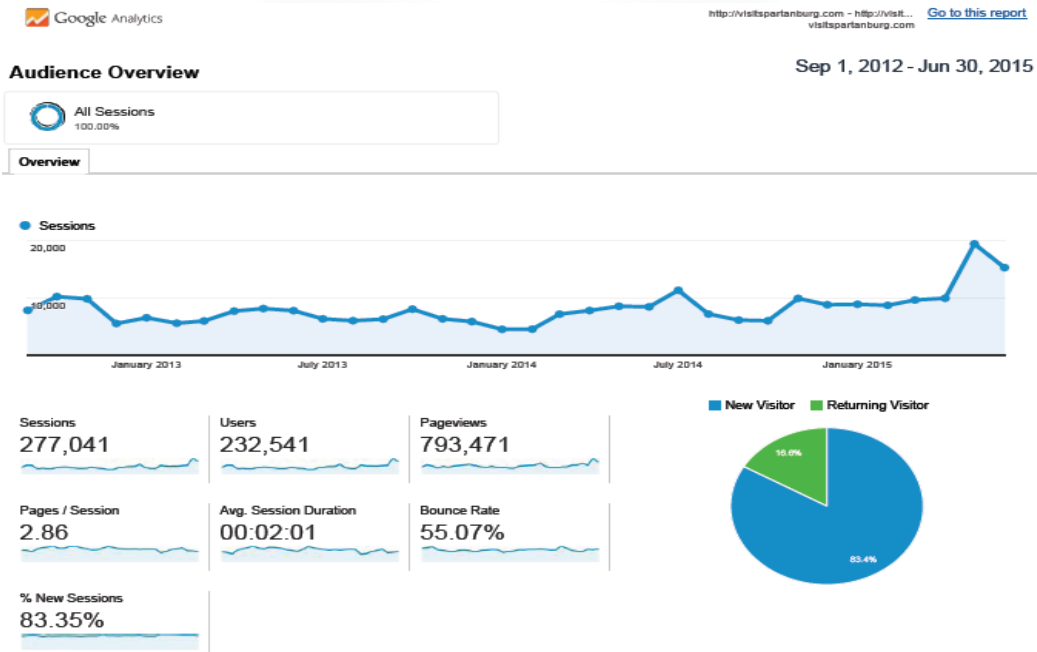 Google Analytics
http://visitspartanburg.com - http://visit...
visitspartanburg.com
Go to this report
Audience Overview
Sep 1, 2012 - Jun 30, 2015
All Sessions
100.00%
Overview
Sessions
20,000
10,000
January 2013
July 2013
January 2014
July 2014
January 2015
Sessions
277,041
Users
232,541
Pageviews
793,471
Pages / Session
2.86
Avg. Session Duration
00:02:01
Bounce Rate
55.07%
% New Sessions
83.35%
New Visitor
Returning Visitor
16.6%
83.4%